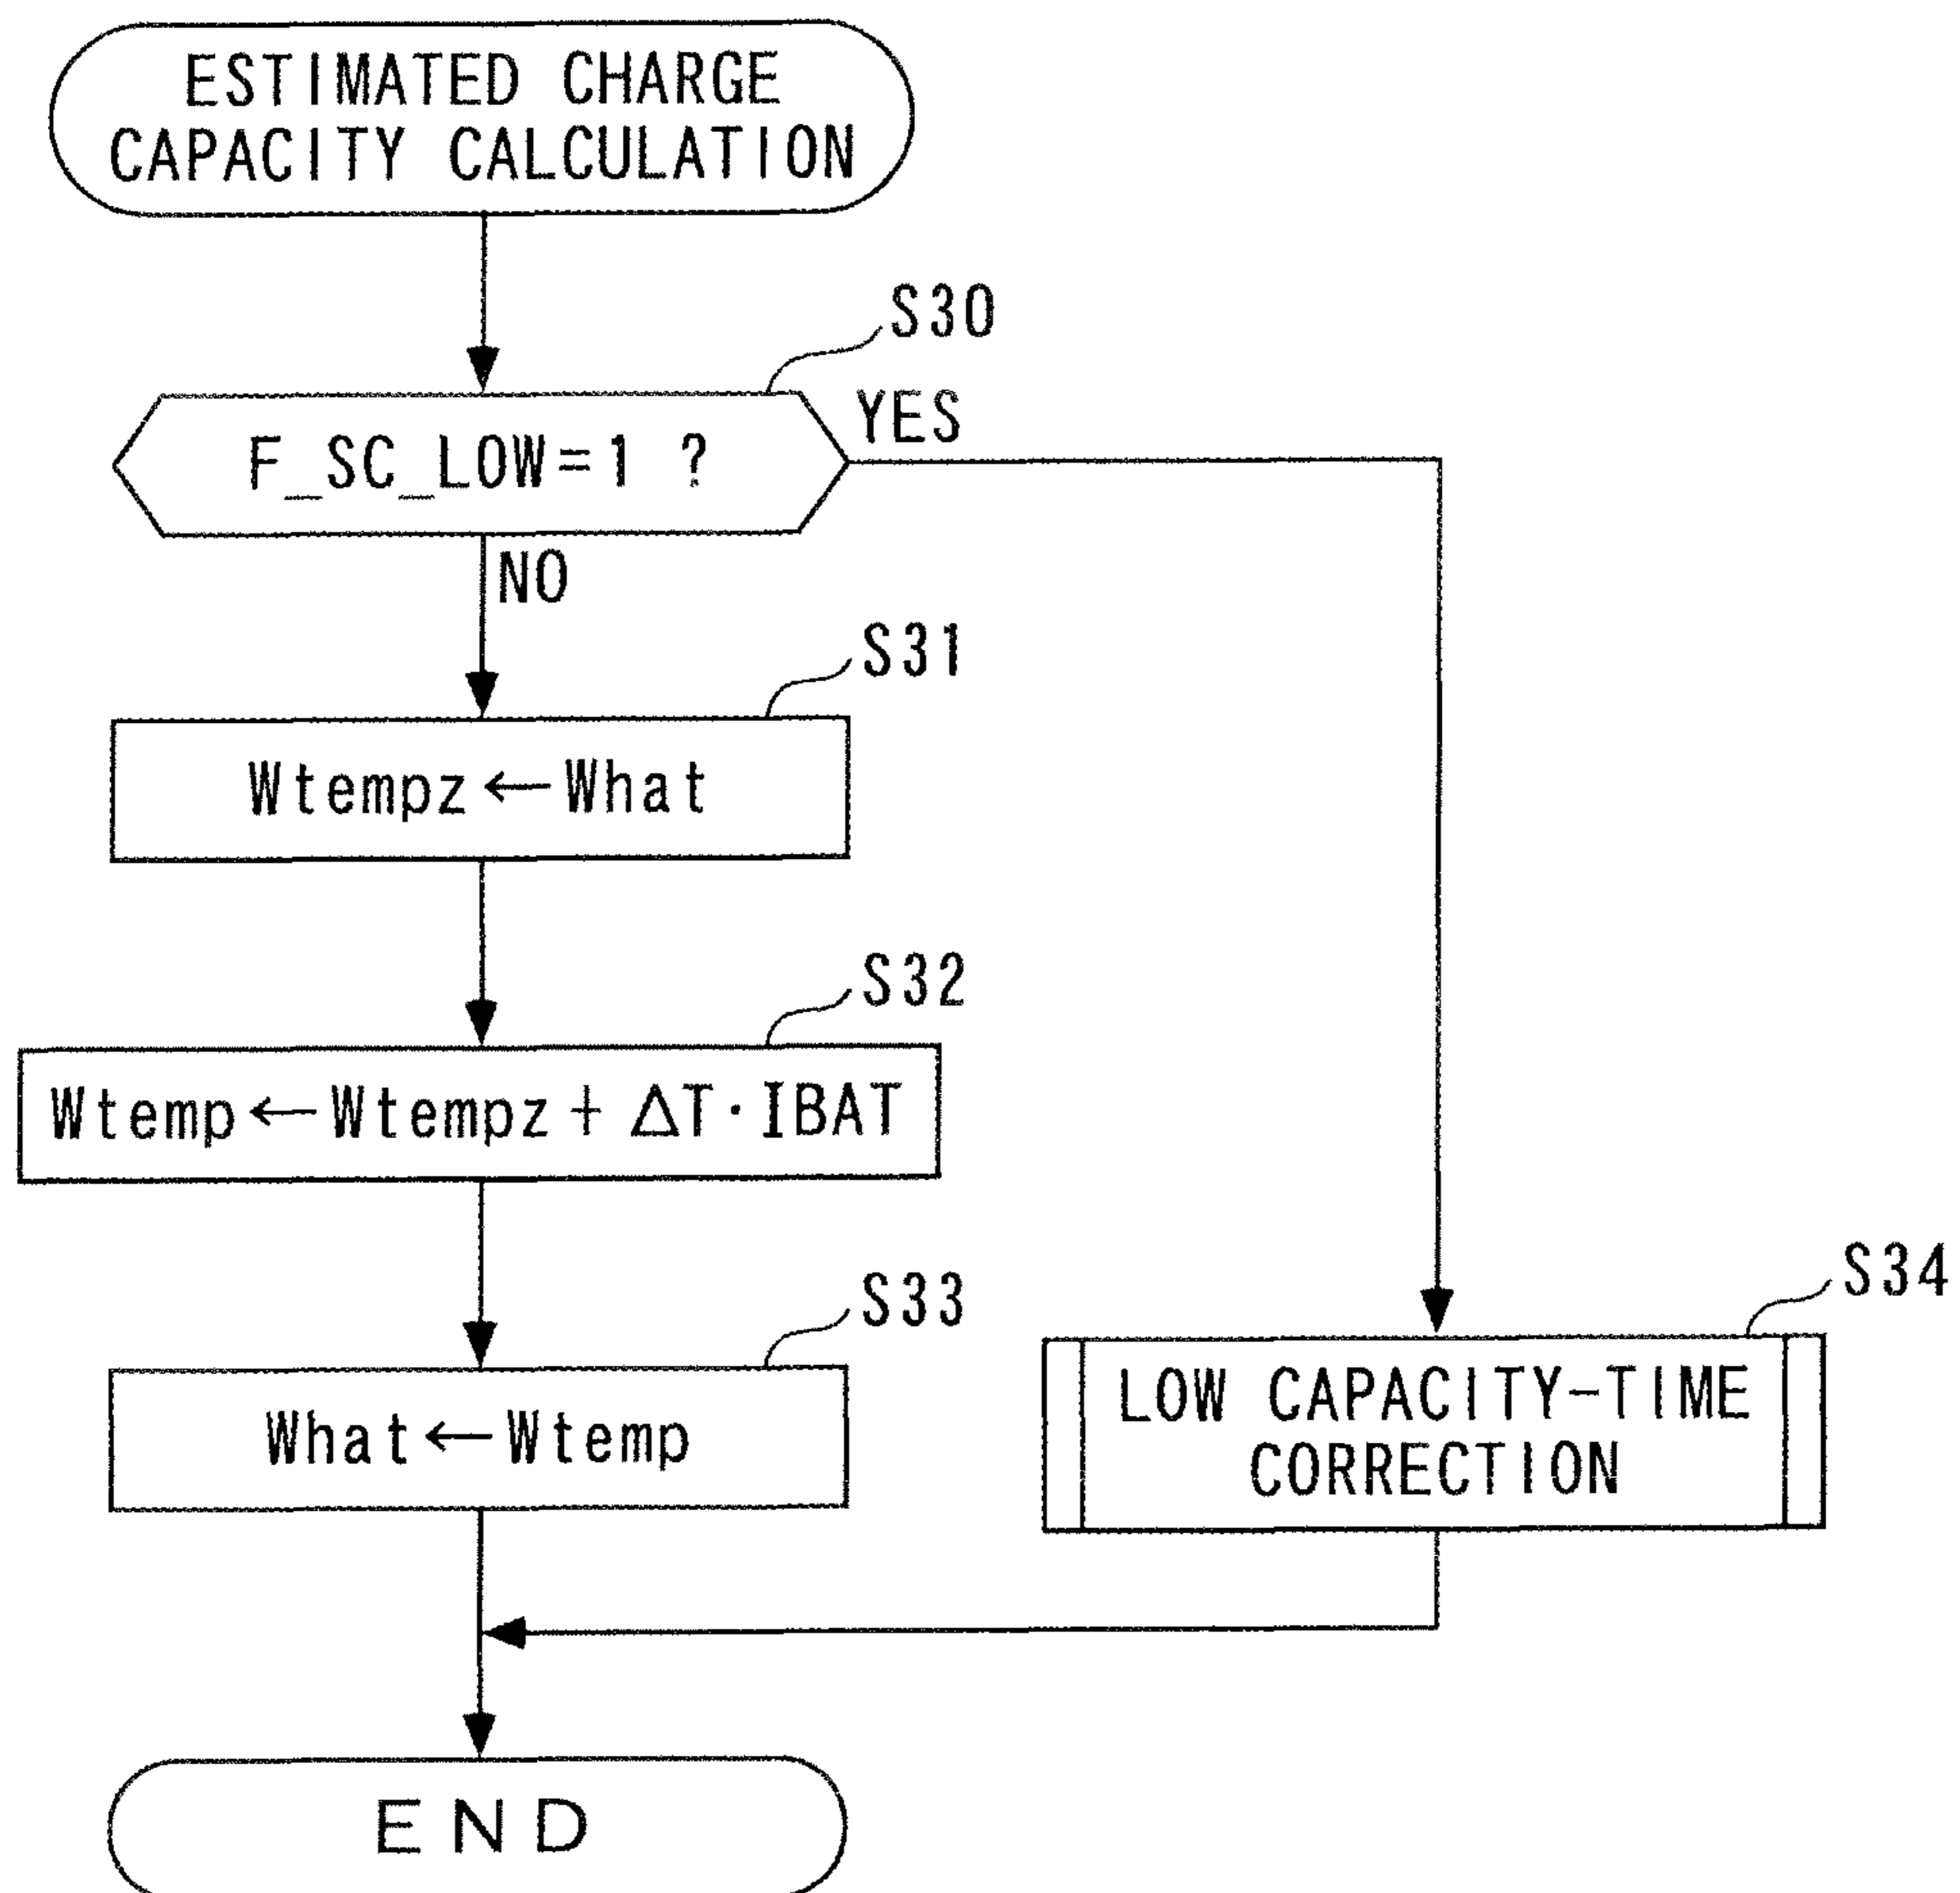 ESTIMATED CHARGE
CAPACITY CALCULATION
S30
F_SC_LOW=1 ?
YES
NO
S31
Wtempz←What
S32
Wtemp←Wtempz+ΔT·IBAT
S33
What←Wtemp
S34
LOW CAPACITY-TIME
CORRECTION
END